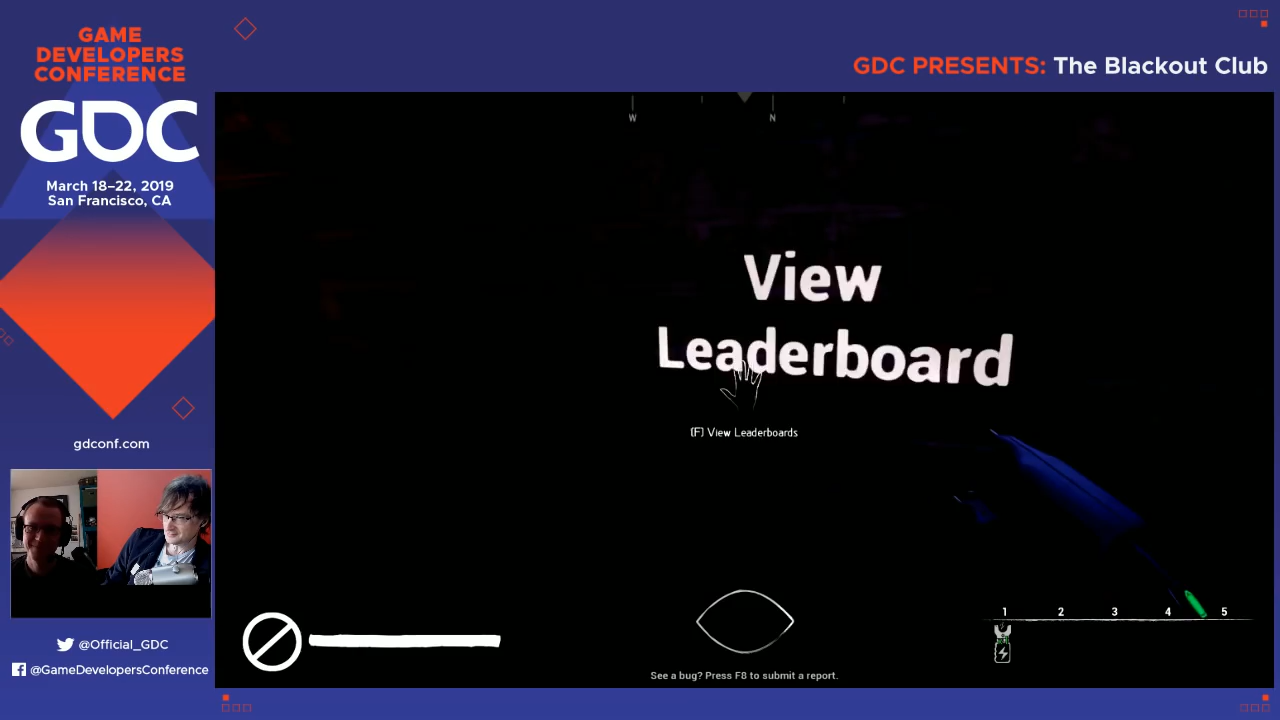 GAME
DEVELOPERS
CONFERENCE
GDC
March 18–22, 2019
San Francisco, CA
gdconf.com
@Official_GDC
@GameDevelopersConference
GDC PRESENTS: The Blackout Club
W N
View
Leaderboard
[F] View Leaderboards
1 2 3 4 5
See a bug? Press F8 to submit a report.